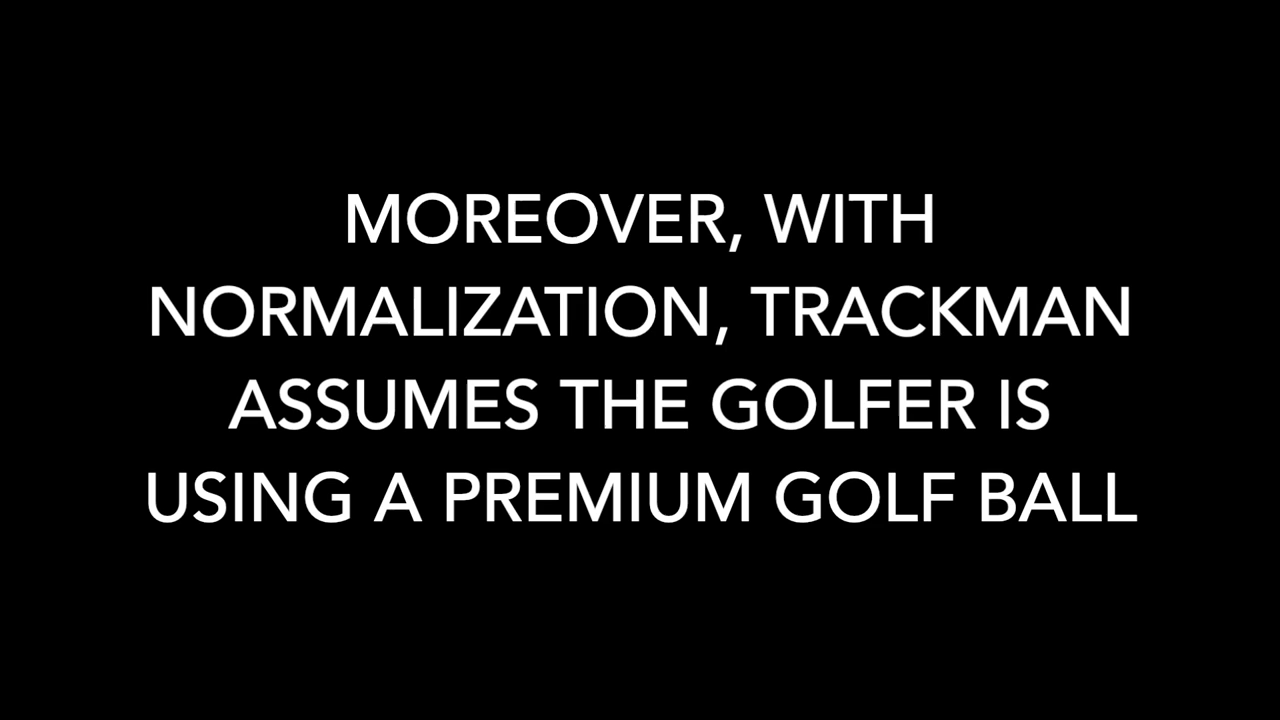 MOREOVER, WITH
NORMALIZATION, TRACKMAN
ASSUMES THE GOLFER IS
USING A PREMIUM GOLF BALL